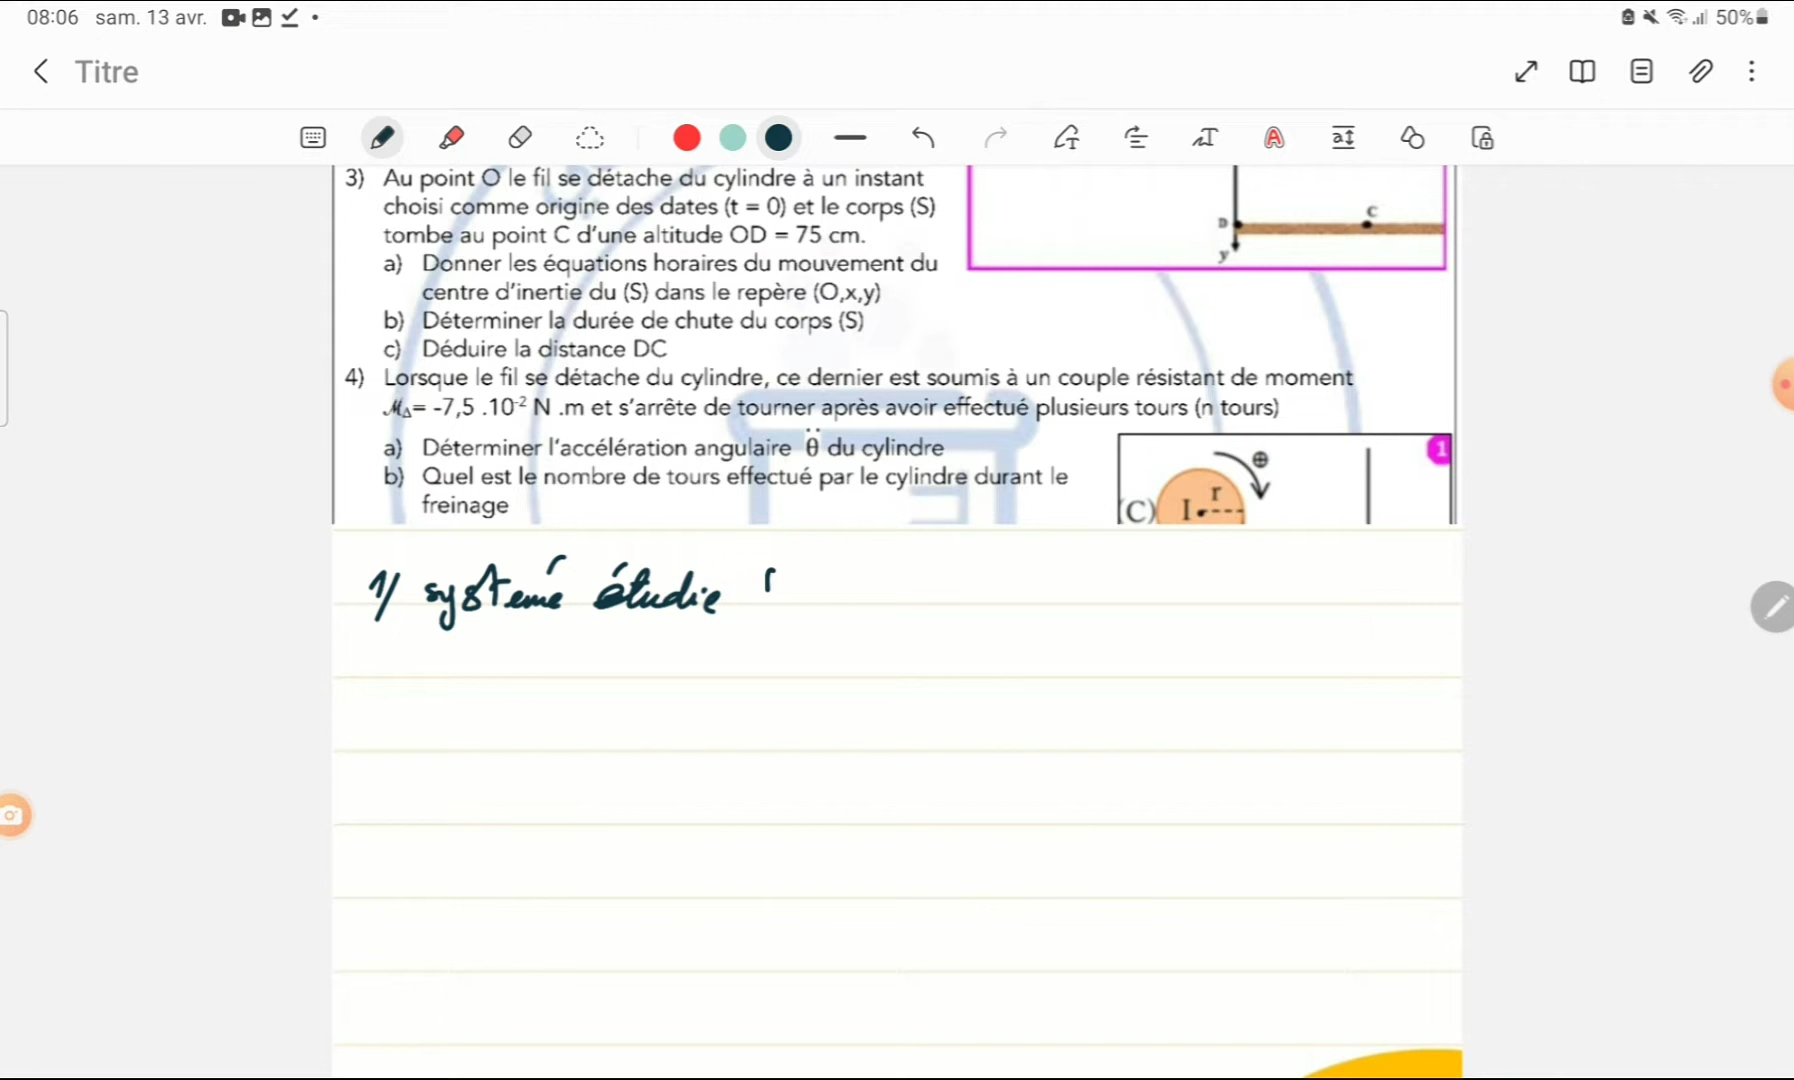 08:06 sam. 13 avr.
50%
Titre
3) Au point O le fil se détache du cylindre à un instant
choisi comme origine des dates (t = 0) et le corps (S)
tombe au point C d'une altitude OD = 75 cm.
a) Donner les équations horaires du mouvement du
centre d'inertie du (S) dans le repère (O,x,y)
b) Déterminer la durée de chute du corps (S)
c) Déduire la distance DC
D C
y
4) Lorsque le fil se détache du cylindre, ce dernier est soumis à un couple résistant de moment
ℳΔ= -7,5 .10⁻² N .m et s'arrête de tourner après avoir effectué plusieurs tours (n tours)
a) Déterminer l'accélération angulaire θ̈ du cylindre
b) Quel est le nombre de tours effectué par le cylindre durant le
freinage
1
⊕
(C) I r
1/ systemé étudie